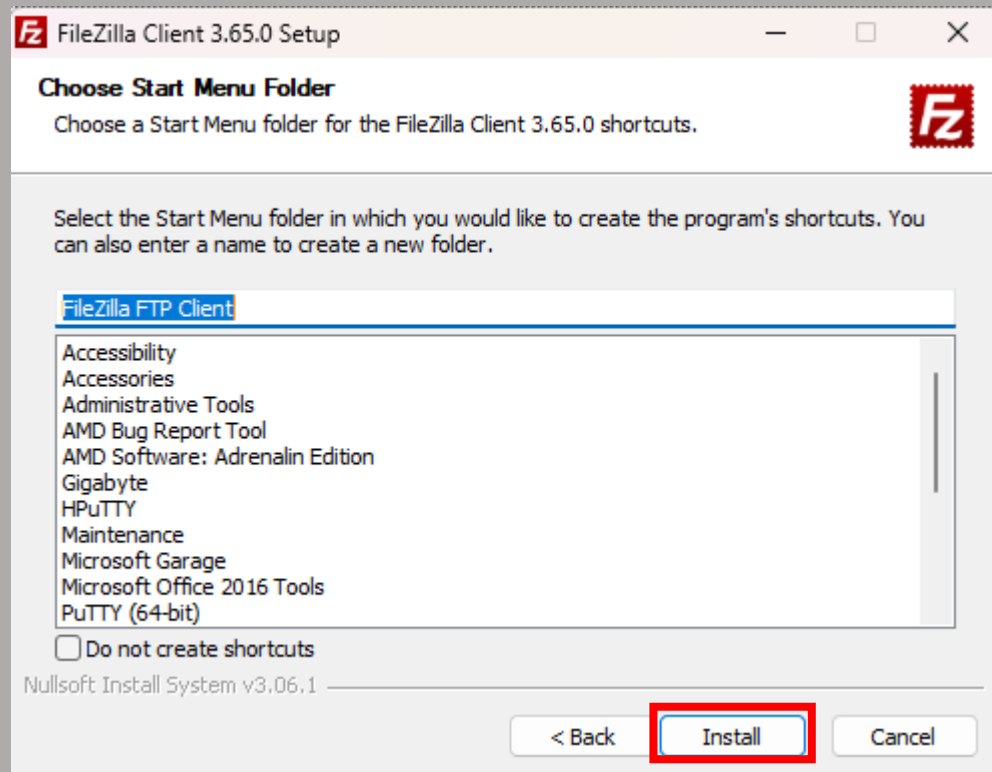 FileZilla Client 3.65.0 Setup
Choose Start Menu Folder
Choose a Start Menu folder for the FileZilla Client 3.65.0 shortcuts.
Fz
Select the Start Menu folder in which you would like to create the program's shortcuts. You
can also enter a name to create a new folder.
FileZilla FTP Client
Accessibility
Accessories
Administrative Tools
AMD Bug Report Tool
AMD Software: Adrenalin Edition
Gigabyte
HPuTTY
Maintenance
Microsoft Garage
Microsoft Office 2016 Tools
PuTTY (64-bit)
Do not create shortcuts
Nullsoft Install System v3.06.1
< Back Install Cancel